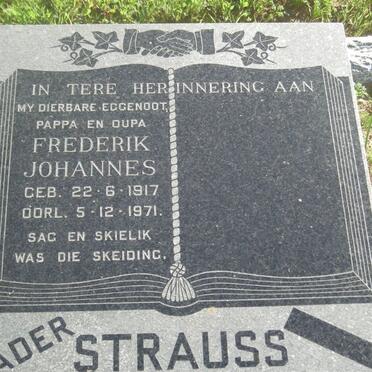 IN TERE HERINNERING AAN
MY DIERBARE EGGENOOT,
PAPPA EN OUPA
FREDERIK
JOHANNES
GEB. 22-6-1917
OORL. 5-12-1971.
SAG EN SKIELIK
WAS DIE SKEIDING.
STRAUSS